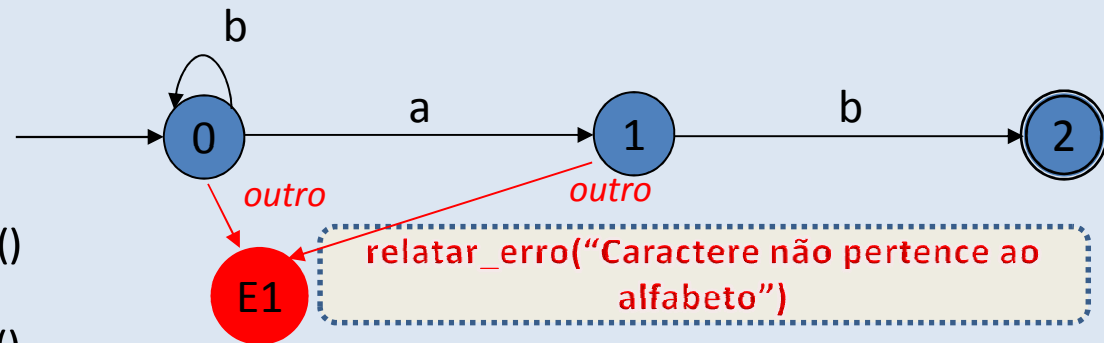 b
a
b
0
1
2
outro
outro
()
relatar_erro(“Caractere não pertence ao
alfabeto”)
E1
()